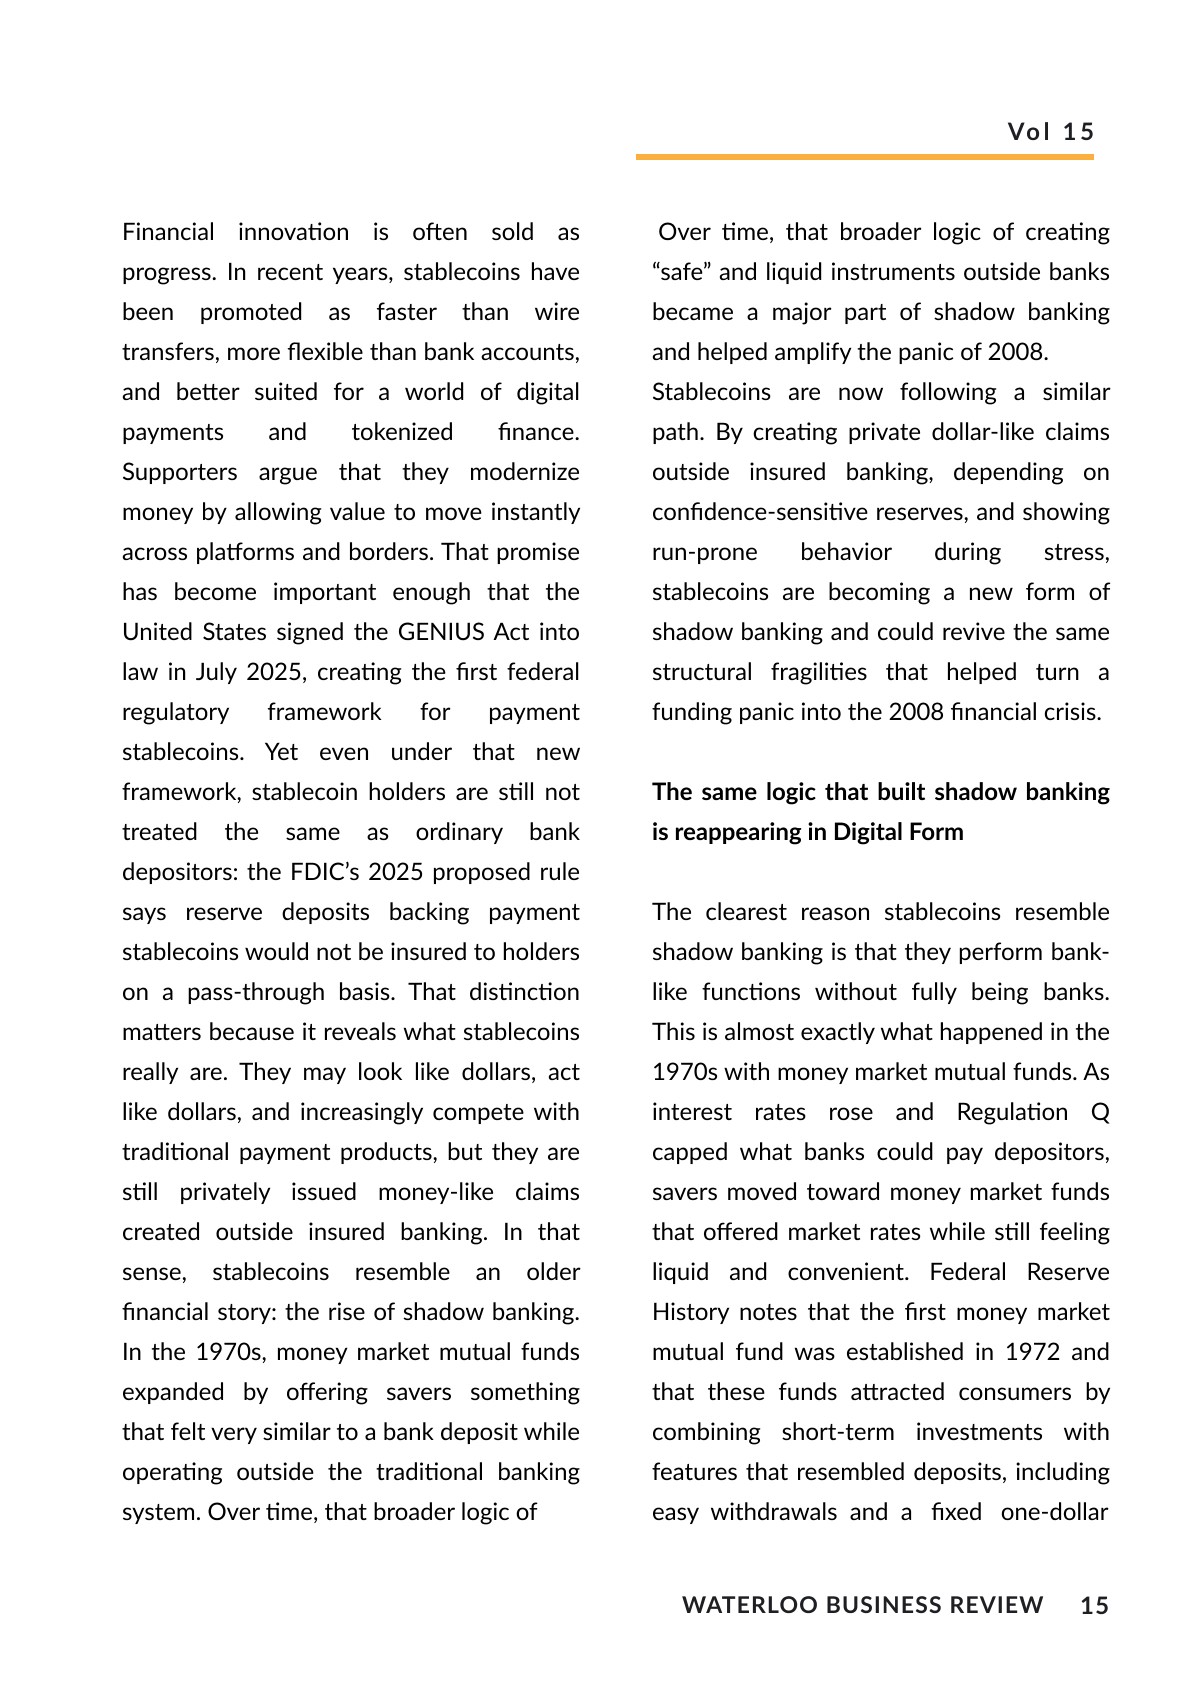 Vol 15
Financial innovation is often sold as
progress. In recent years, stablecoins have
been promoted as faster than wire
transfers, more flexible than bank accounts,
and better suited for a world of digital
payments and tokenized finance.
Supporters argue that they modernize
money by allowing value to move instantly
across platforms and borders. That promise
has become important enough that the
United States signed the GENIUS Act into
law in July 2025, creating the first federal
regulatory framework for payment
stablecoins. Yet even under that new
framework, stablecoin holders are still not
treated the same as ordinary bank
depositors: the FDIC’s 2025 proposed rule
says reserve deposits backing payment
stablecoins would not be insured to holders
on a pass-through basis. That distinction
matters because it reveals what stablecoins
really are. They may look like dollars, act
like dollars, and increasingly compete with
traditional payment products, but they are
still privately issued money-like claims
created outside insured banking. In that
sense, stablecoins resemble an older
financial story: the rise of shadow banking.
In the 1970s, money market mutual funds
expanded by offering savers something
that felt very similar to a bank deposit while
operating outside the traditional banking
system. Over time, that broader logic of
Over time, that broader logic of creating
“safe” and liquid instruments outside banks
became a major part of shadow banking
and helped amplify the panic of 2008.
Stablecoins are now following a similar
path. By creating private dollar-like claims
outside insured banking, depending on
confidence-sensitive reserves, and showing
run-prone behavior during stress,
stablecoins are becoming a new form of
shadow banking and could revive the same
structural fragilities that helped turn a
funding panic into the 2008 financial crisis.
The same logic that built shadow banking
is reappearing in Digital Form
The clearest reason stablecoins resemble
shadow banking is that they perform bank-
like functions without fully being banks.
This is almost exactly what happened in the
1970s with money market mutual funds. As
interest rates rose and Regulation Q
capped what banks could pay depositors,
savers moved toward money market funds
that offered market rates while still feeling
liquid and convenient. Federal Reserve
History notes that the first money market
mutual fund was established in 1972 and
that these funds attracted consumers by
combining short-term investments with
features that resembled deposits, including
easy withdrawals and a fixed one-dollar
WATERLOO BUSINESS REVIEW 15